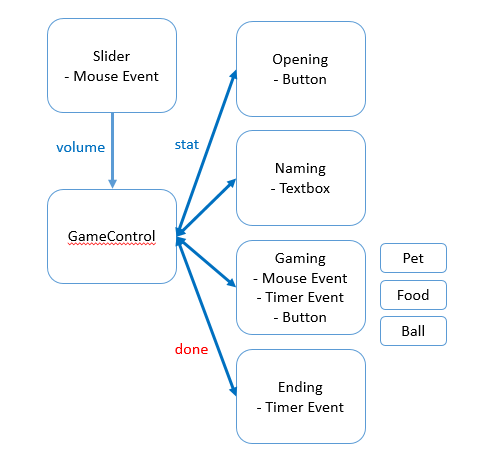 Slider
- Mouse Event
volume
GameControl
stat
done
Opening
- Button
Naming
- Textbox
Gaming
- Mouse Event
- Timer Event
- Button
Pet
Food
Ball
Ending
- Timer Event